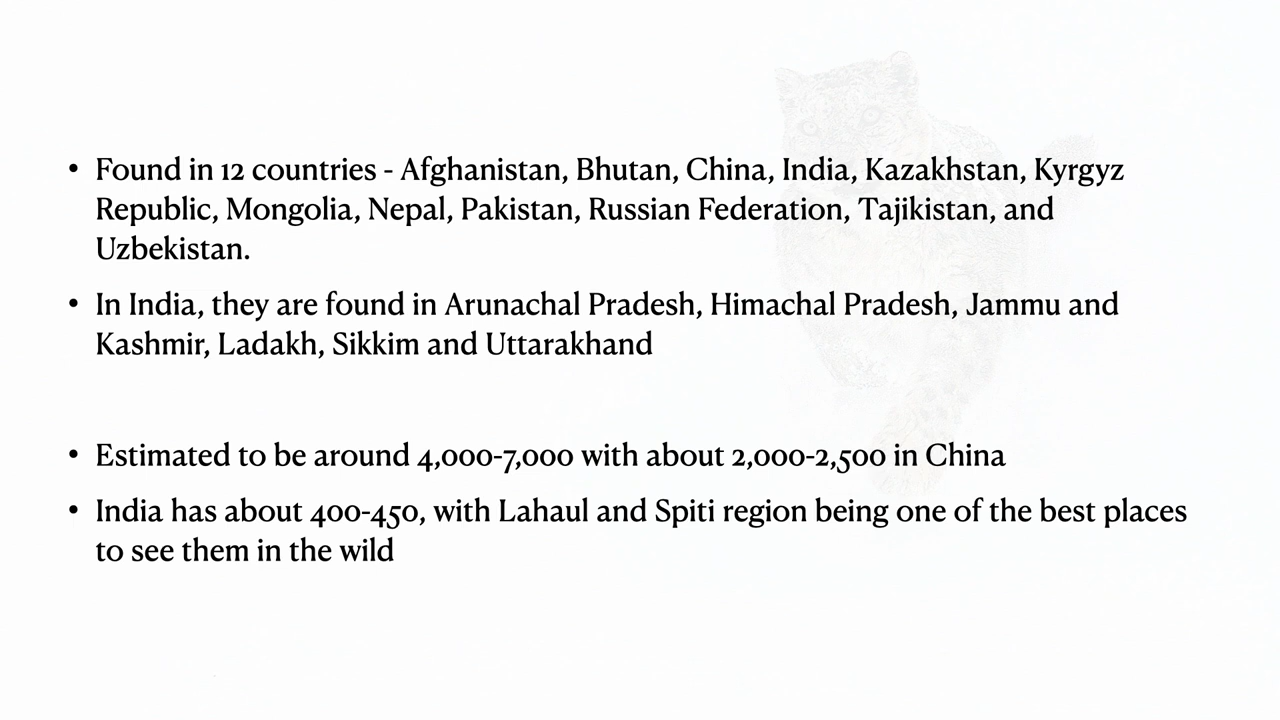 • Found in 12 countries - Afghanistan, Bhutan, China, India, Kazakhstan, Kyrgyz
Republic, Mongolia, Nepal, Pakistan, Russian Federation, Tajikistan, and
Uzbekistan.
• In India, they are found in Arunachal Pradesh, Himachal Pradesh, Jammu and
Kashmir, Ladakh, Sikkim and Uttarakhand
• Estimated to be around 4,000-7,000 with about 2,000-2,500 in China
• India has about 400-450, with Lahaul and Spiti region being one of the best places
to see them in the wild